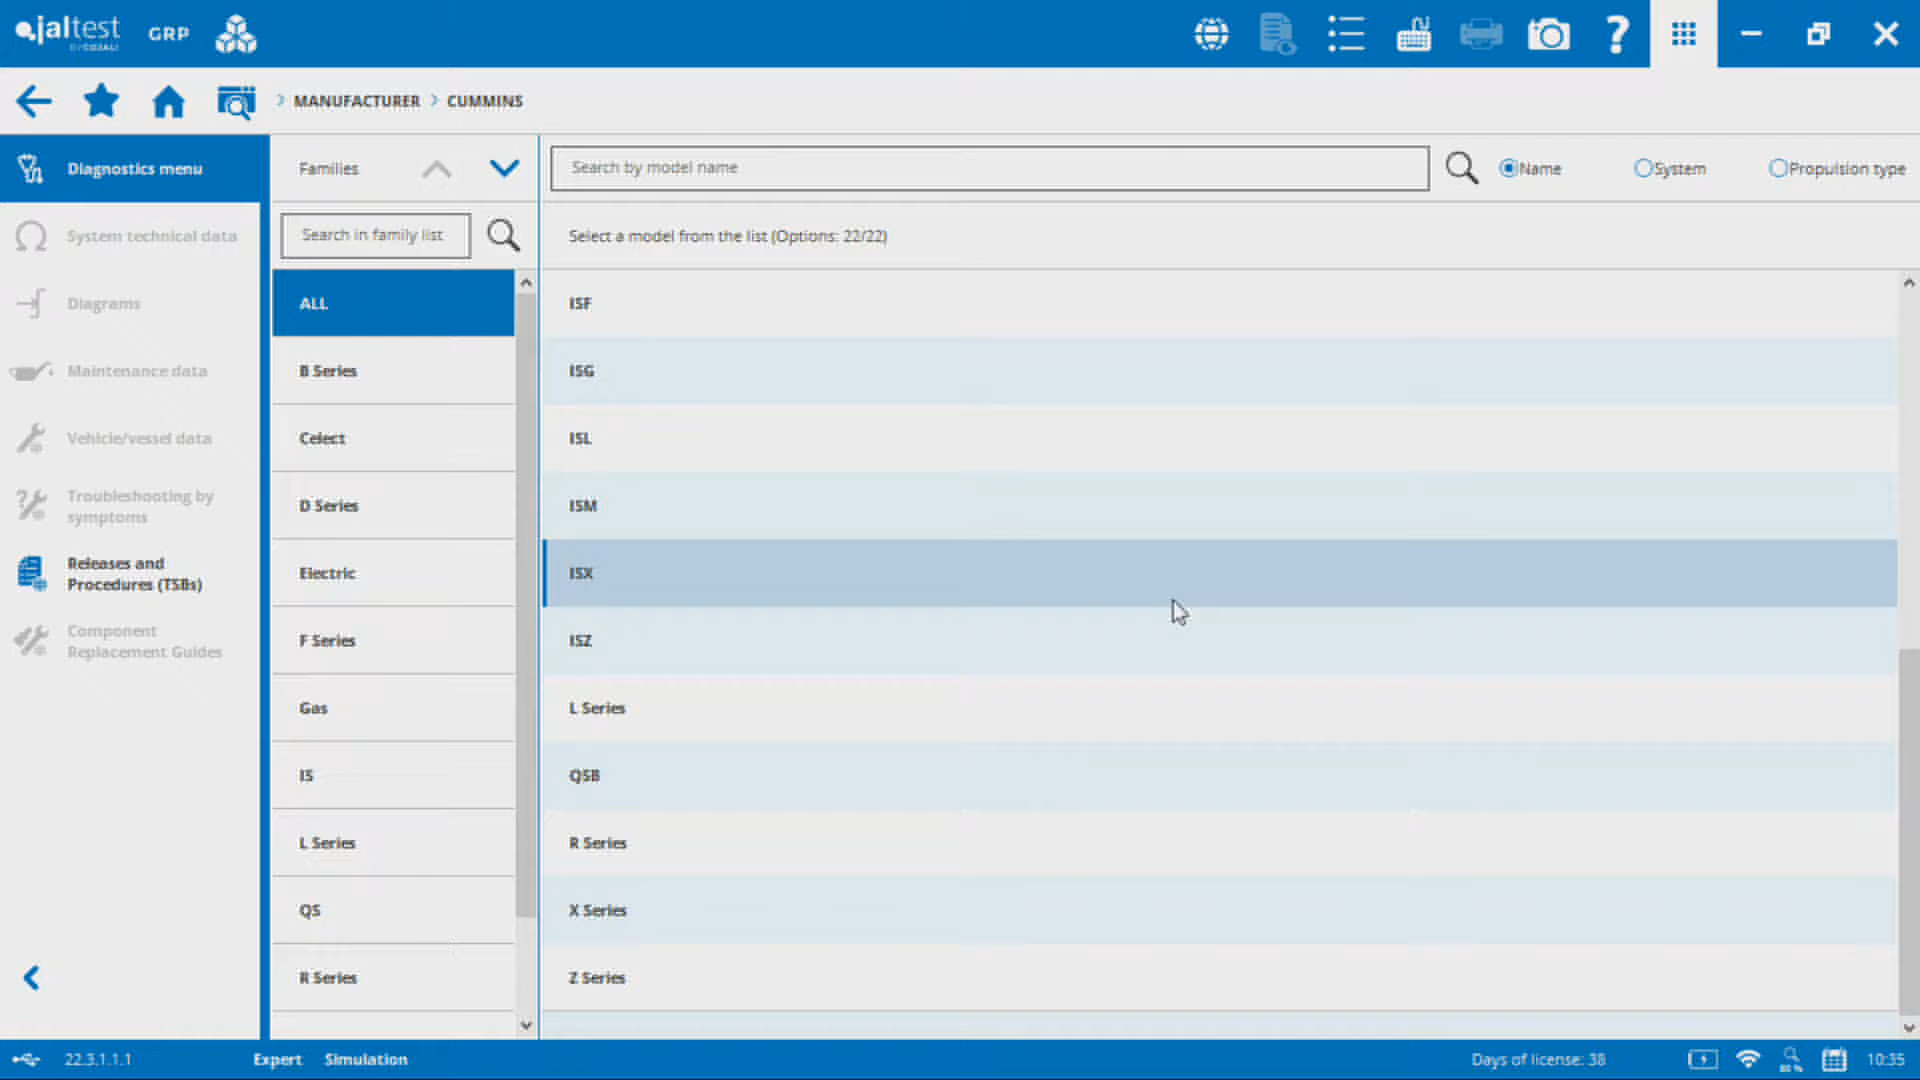 jaltest
BY COJALI
GRP
MANUFACTURER
CUMMINS
Diagnostics menu
System technical data
Diagrams
Maintenance data
Vehicle/vessel data
Troubleshooting by
symptoms
Releases and
Procedures (TSBs)
Component
Replacement Guides
Families
Search in family list
ALL
B Series
Celect
D Series
Electric
F Series
Gas
IS
L Series
QS
R Series
Search by model name
Name
System
Propulsion type
Select a model from the list (Options: 22/22)
ISF
ISG
ISL
ISM
ISX
ISZ
L Series
QSB
R Series
X Series
Z Series
22.3.1.1.1
Expert
Simulation
Days of license: 38
80 %
10:35